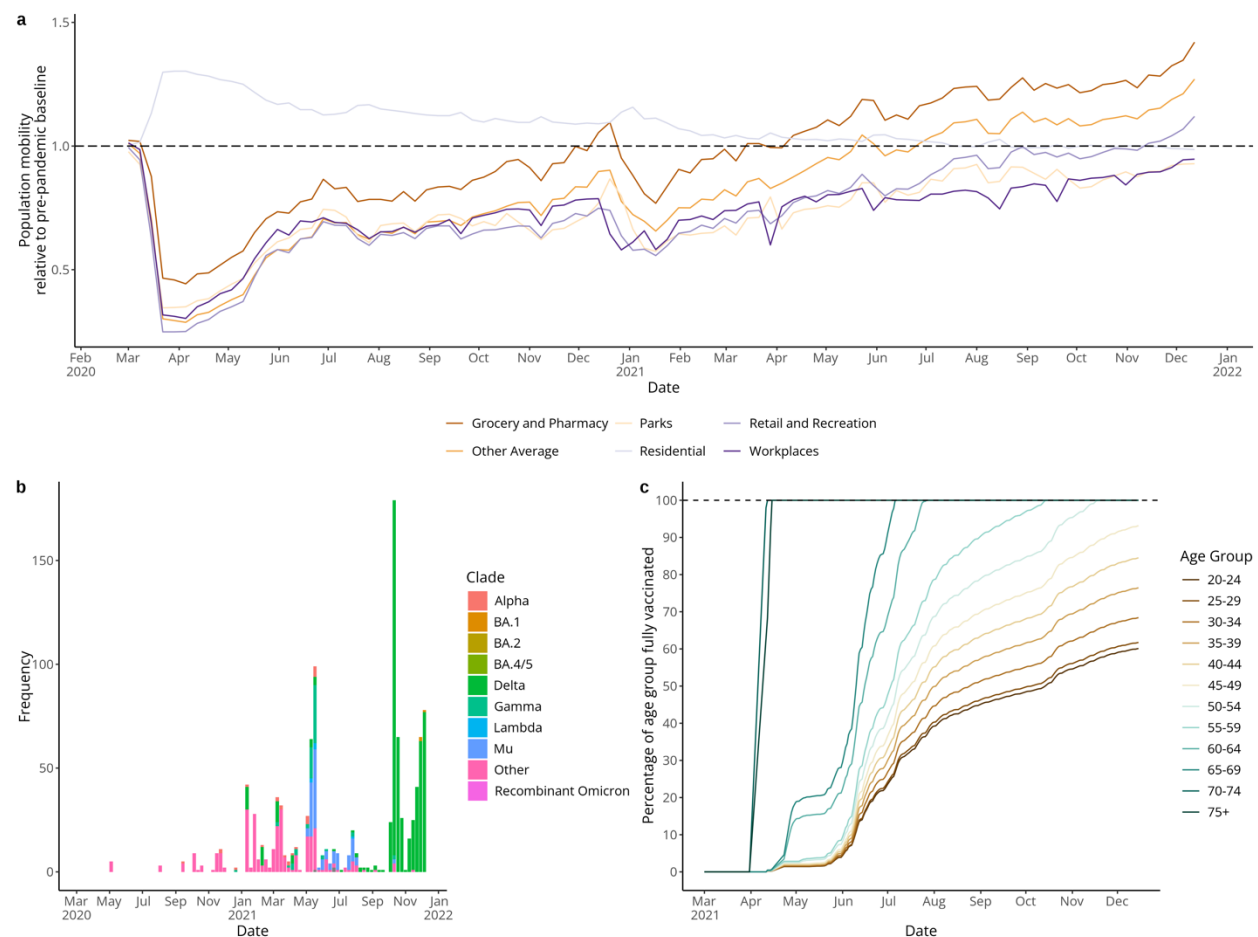 a
Population mobility
relative to pre-pandemic baseline
1.5
1.0
0.5
Feb Mar Apr May Jun Jul Aug Sep Oct Nov Dec Jan Feb Mar Apr May Jun Jul Aug Sep Oct Nov Dec Jan
2020 2021 2022
Date
Grocery and Pharmacy Parks Retail and Recreation
Other Average Residential Workplaces
b
Frequency
150
100
50
0
Mar May Jul Sep Nov Jan Mar May Jul Sep Nov Jan
2020 2021 2022
Date
Clade
Alpha
BA.1
BA.2
BA.4/5
Delta
Gamma
Lambda
Mu
Other
Recombinant Omicron
c
Percentage of age group fully vaccinated
100
90
80
70
60
50
40
30
20
10
0
Mar Apr May Jun Jul Aug Sep Oct Nov Dec
2021
Date
Age Group
20-24
25-29
30-34
35-39
40-44
45-49
50-54
55-59
60-64
65-69
70-74
75+